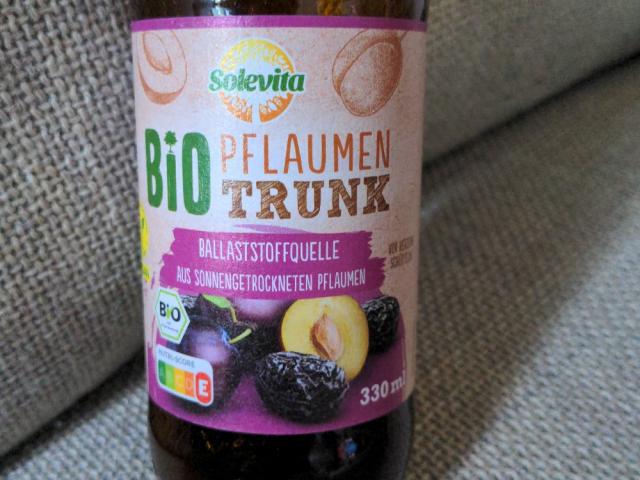 Solevita
BIO
PFLAUMEN
TRUNK
BALLASTSTOFFQUELLE
AUS SONNENGETROCKNETEN PFLAUMEN
BIO
NUTRI-SCORE
E
330 ml